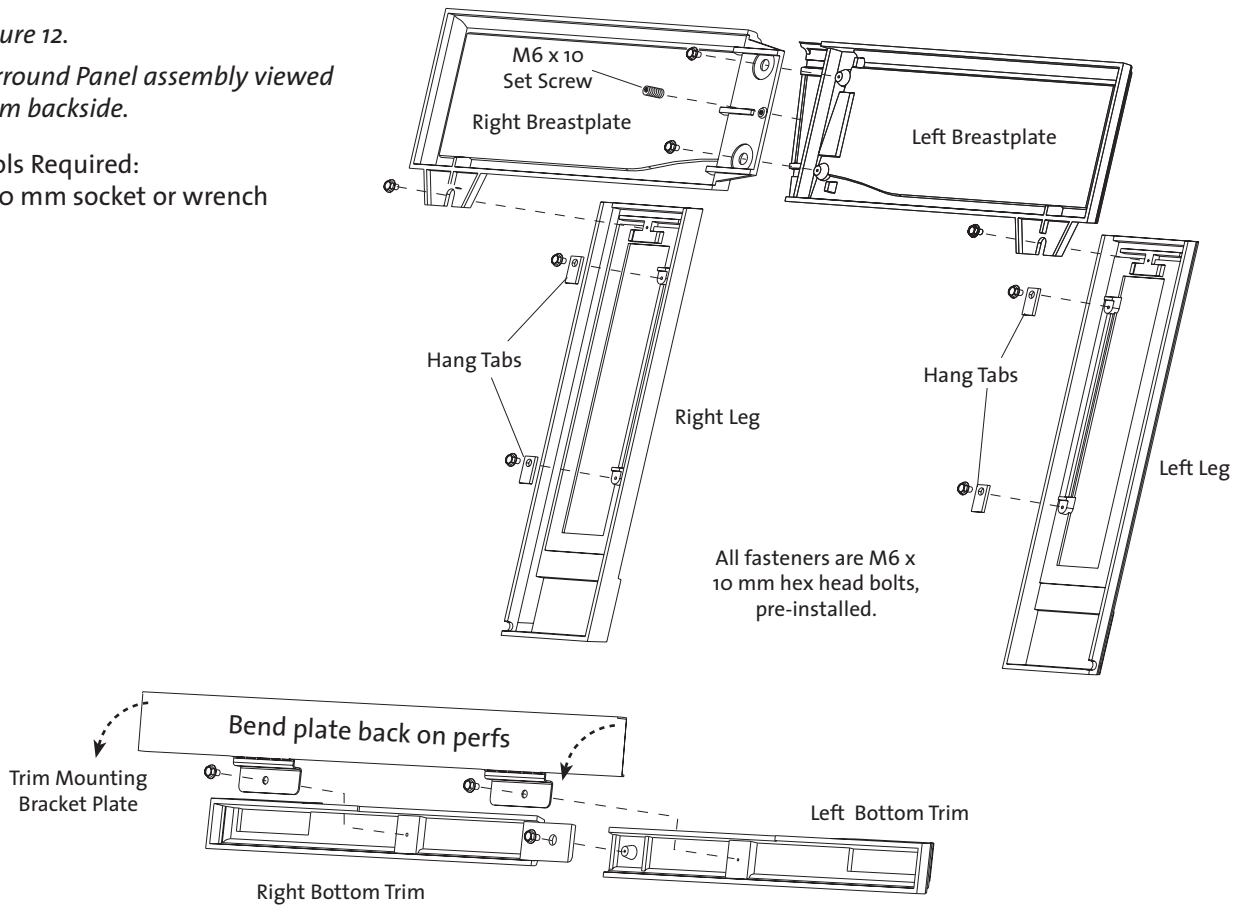 ure 12.
rround Panel assembly viewed
m backside.
ols Required:
0 mm socket or wrench
M6 x 10
Set Screw
Right Breastplate
Left Breastplate
Hang Tabs
Hang Tabs
Right Leg
Left Leg
All fasteners are M6 x
10 mm hex head bolts,
pre-installed.
Bend plate back on perfs
Trim Mounting
Bracket Plate
Left Bottom Trim
Right Bottom Trim